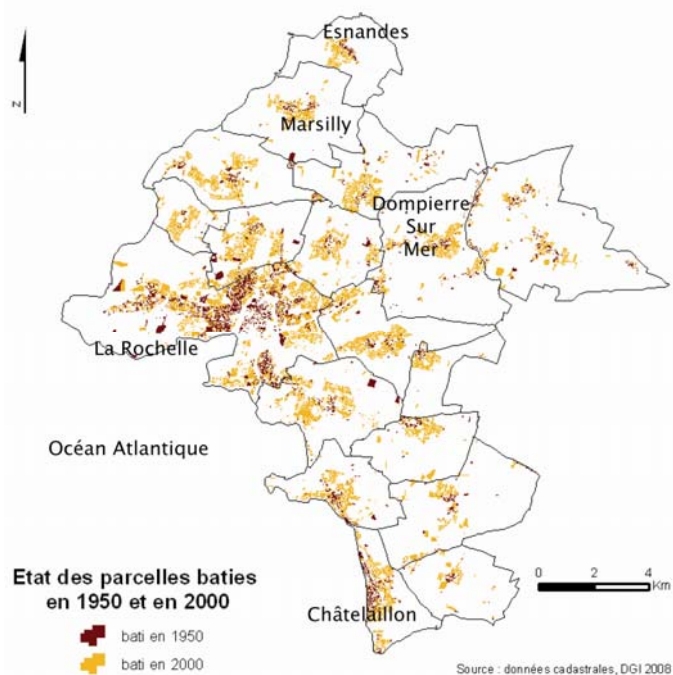 Esnandes
Z
Marsilly
Dompierre
Sur
Mer
La Rochelle
Océan Atlantique
Etat des parcelles baties
en 1950 et en 2000
0 2 4
Km
Châtelaillon
bati en 1950
bati en 2000
Source : données cadastrales, DGI 2008